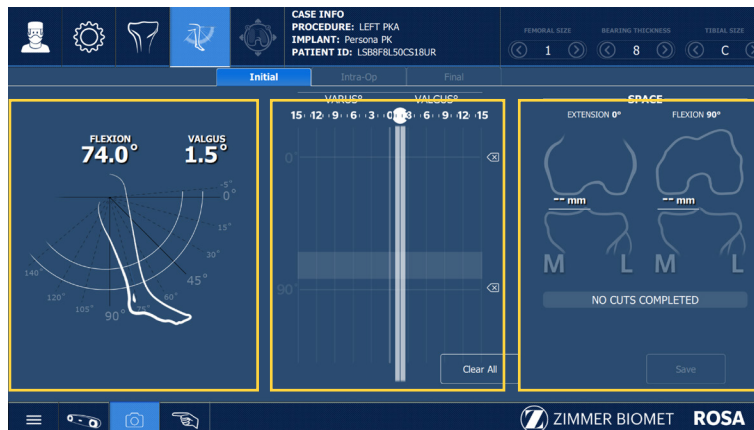 CASE INFO
PROCEDURE: LEFT PKA
IMPLANT: Persona PK
PATIENT ID: LSB8F8L50CS18UR
FEMORAL SIZE
1
BEARING THICKNESS
8
TIBIAL SIZE
C
Initial
Intra-Op
Final
FLEXION
74.0°
VALGUS
1.5°
-5°
0°
15°
30°
45°
60°
75°
90°
105°
120°
140°
VARUS° VALGUS°
15 12 9 6 3 0 3 6 9 12 15
0°
90°
Clear All
SPACE
EXTENSION 0°
FLEXION 90°
-- mm
-- mm
M L M L
NO CUTS COMPLETED
Save
ZIMMER BIOMET
ROSA